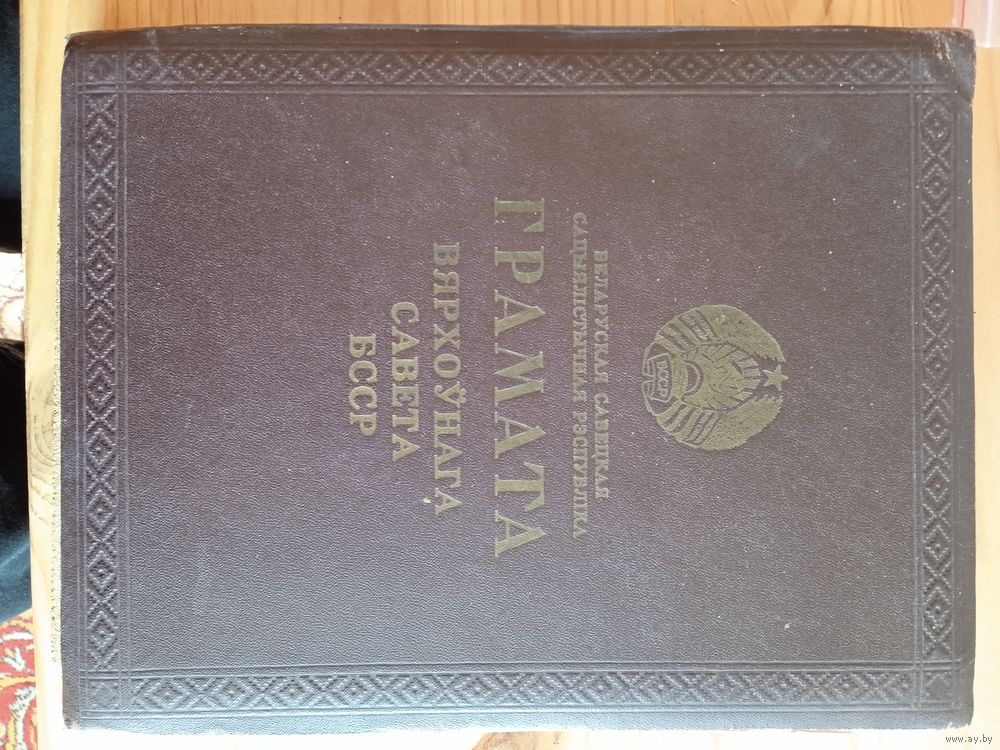 БССР
БЕЛАРУСКАЯ САВЕЦКАЯ
САЦЫЯЛІСТЫЧНАЯ РЭСПУБЛІКА
ГРАМАТА
ВЯРХОЎНАГА
САВЕТА
БССР
www.ay.by